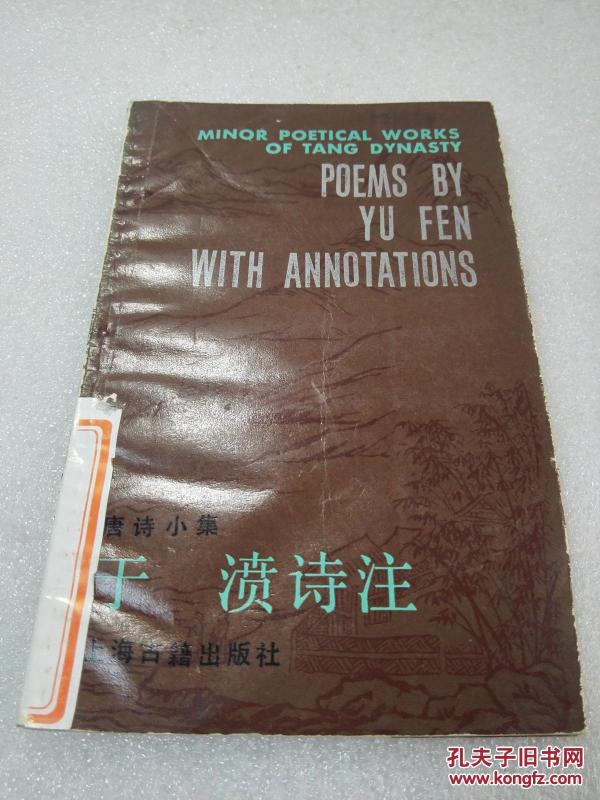 MINOR POETICAL WORKS
OF TANG DYNASTY
POEMS BY
YU FEN
WITH ANNOTATIONS
唐诗小集
于 濆诗注
上海古籍出版社
孔夫子旧书网
www.kongfz.com